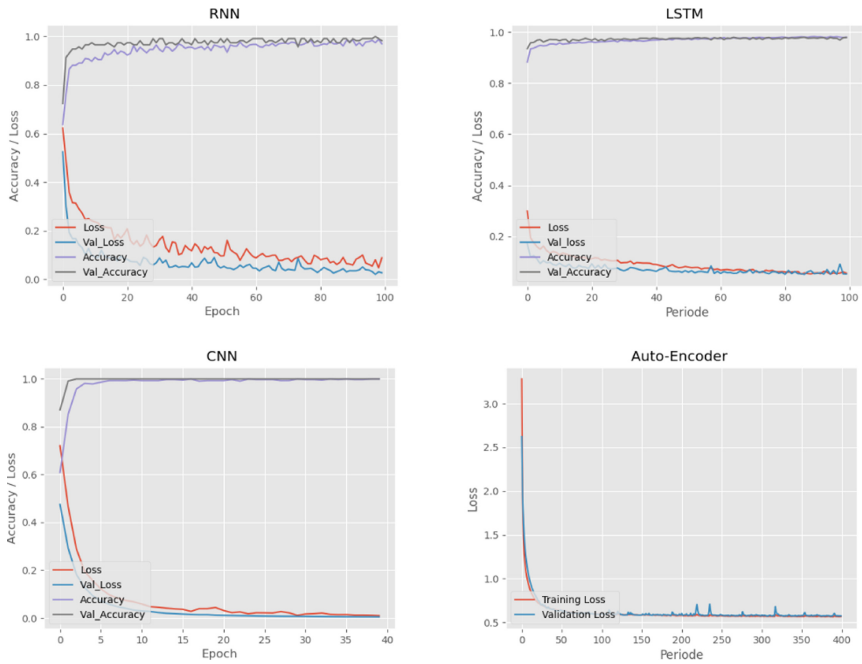 RNN
Accuracy / Loss
1.0
0.8
0.6
0.4
0.2
0.0
Loss
Val_Loss
Accuracy
Val_Accuracy
0 20 40 60 80 100
Epoch
LSTM
Accuracy / Loss
1.0
0.8
0.6
0.4
0.2
Loss
Val_loss
Accuracy
Val_Accuracy
0 20 40 60 80 100
Periode
CNN
Accuracy / Loss
1.0
0.8
0.6
0.4
0.2
0.0
Loss
Val_Loss
Accuracy
Val_Accuracy
0 5 10 15 20 25 30 35 40
Epoch
Auto-Encoder
Loss
3.0
2.5
2.0
1.5
1.0
0.5
Training Loss
Validation Loss
0 50 100 150 200 250 300 350 400
Periode